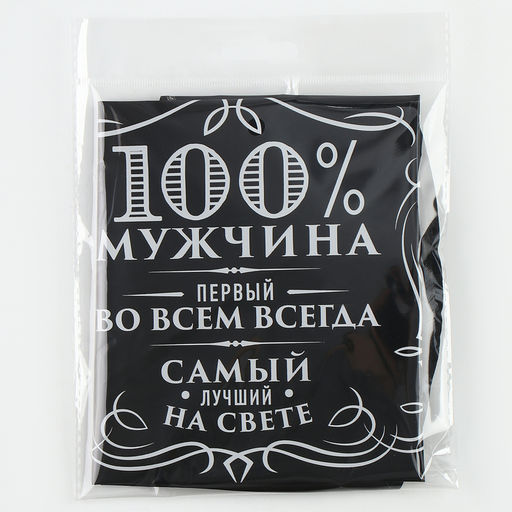 100%
МУЖЧИНА
ПЕРВЫЙ
ВО ВСЕМ ВСЕГДА
САМЫЙ
• ЛУЧШИЙ •
НА СВЕТЕ